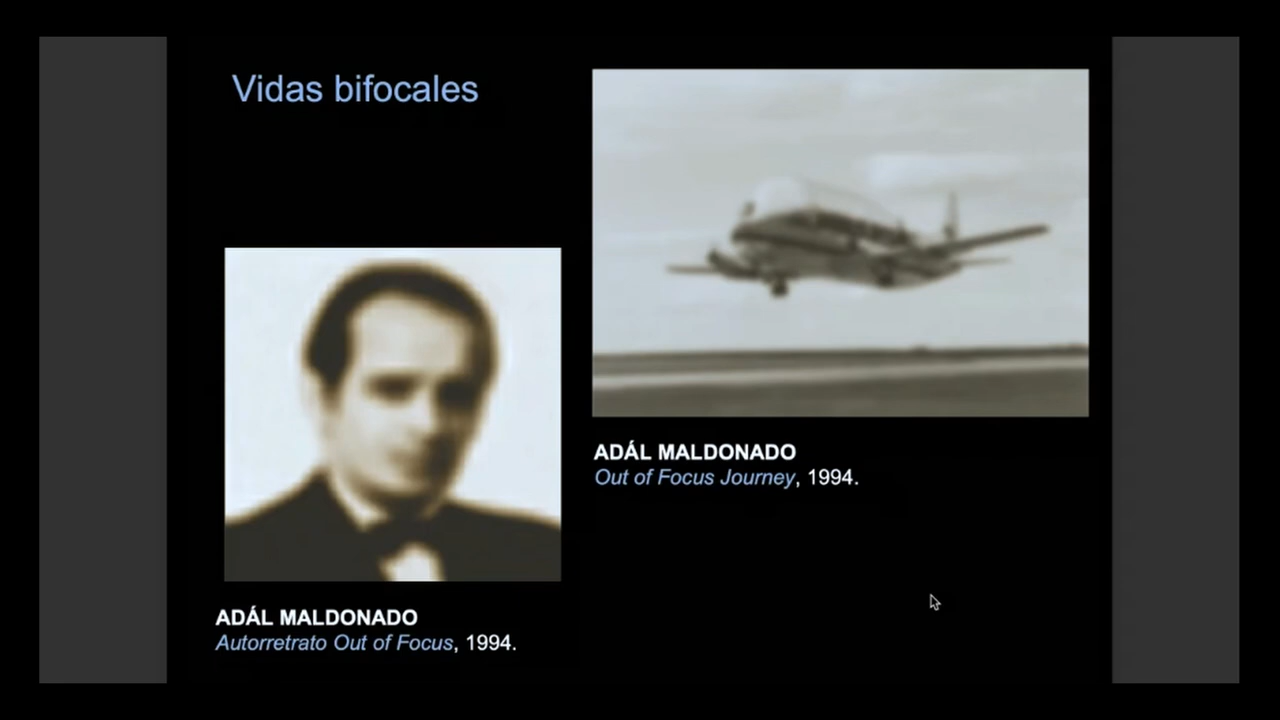 Vidas bifocales
ADÁL MALDONADO
Out of Focus Journey, 1994.
ADÁL MALDONADO
Autorretrato Out of Focus, 1994.